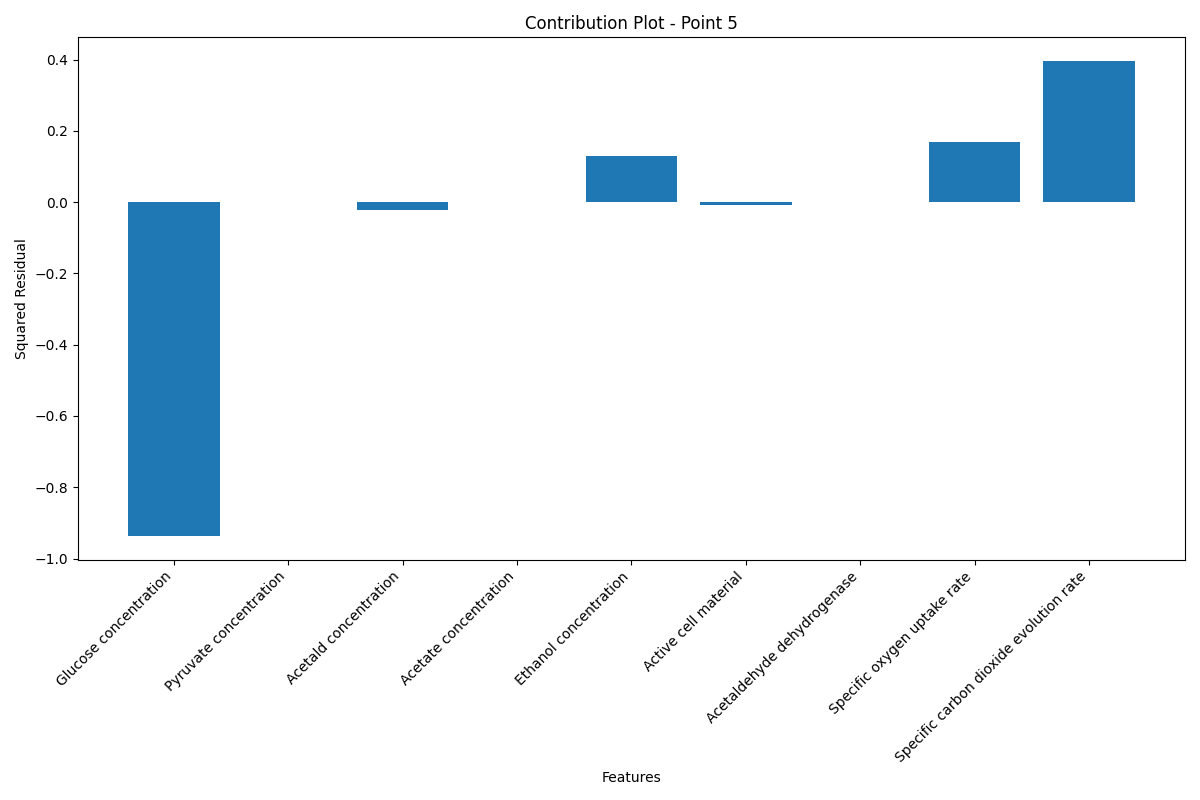 Contribution Plot - Point 5
Squared Residual
0.4
0.2
0.0
−0.2
−0.4
−0.6
−0.8
−1.0
Glucose concentration
Pyruvate concentration
Acetald concentration
Acetate concentration
Ethanol concentration
Active cell material
Acetaldehyde dehydrogenase
Specific oxygen uptake rate
Specific carbon dioxide evolution rate
Features